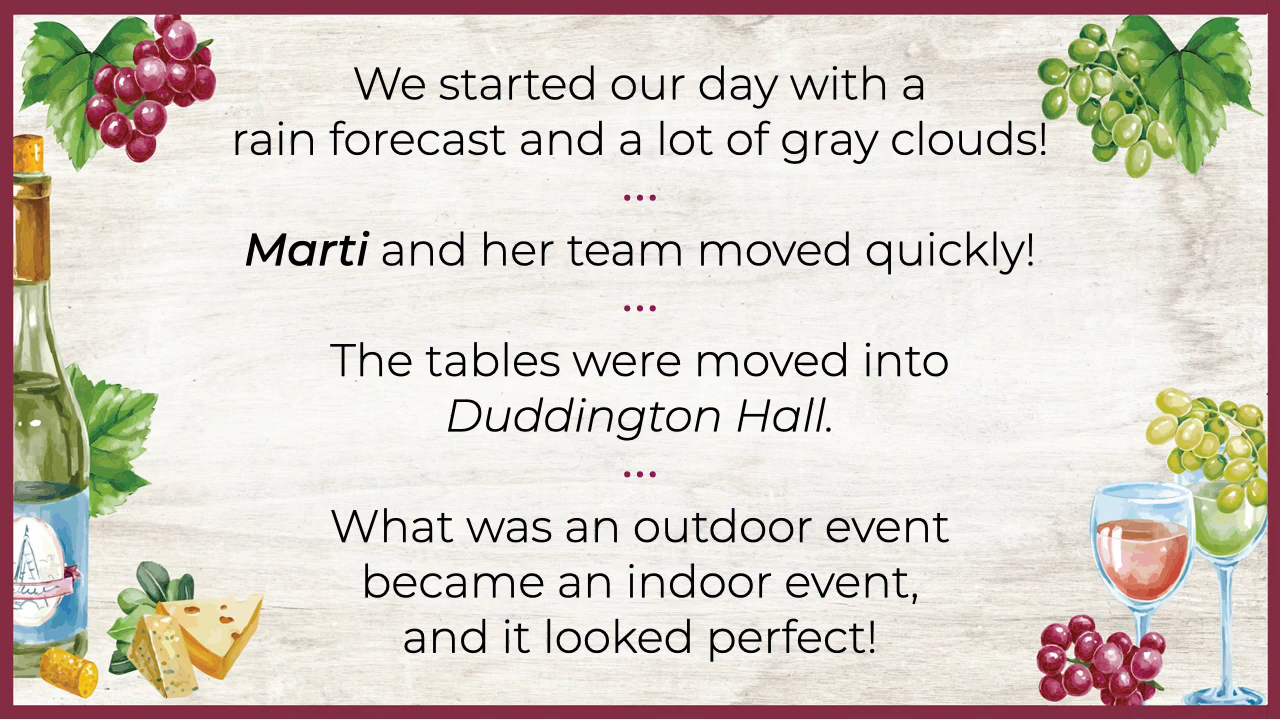 We started our day with a
rain forecast and a lot of gray clouds!
...
Marti and her team moved quickly!
...
The tables were moved into
Duddington Hall.
...
What was an outdoor event
became an indoor event,
and it looked perfect!